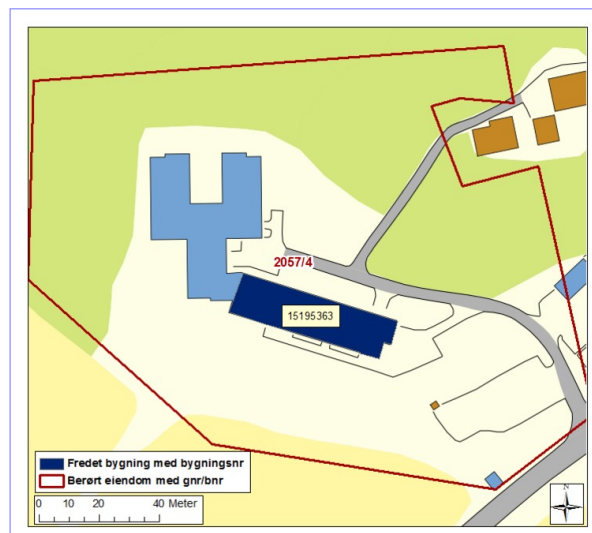 2057/4
15195363
Fredet bygning med bygningsnr
Berørt eiendom med gnr/bnr
0 10 20 40 Meter
N